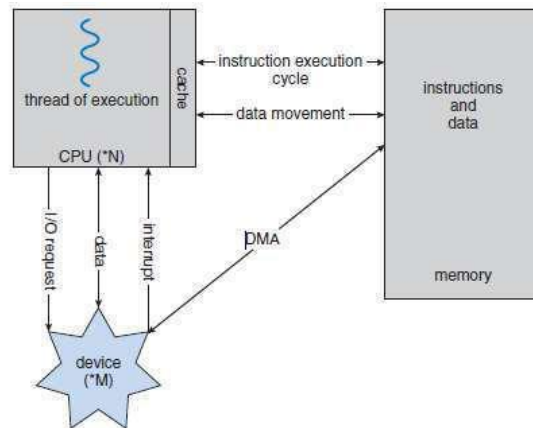 thread of execution
cache
CPU (*N)
instruction execution
cycle
data movement
instructions
and
data
memory
I/O request
data
interrupt
DMA
device
(*M)